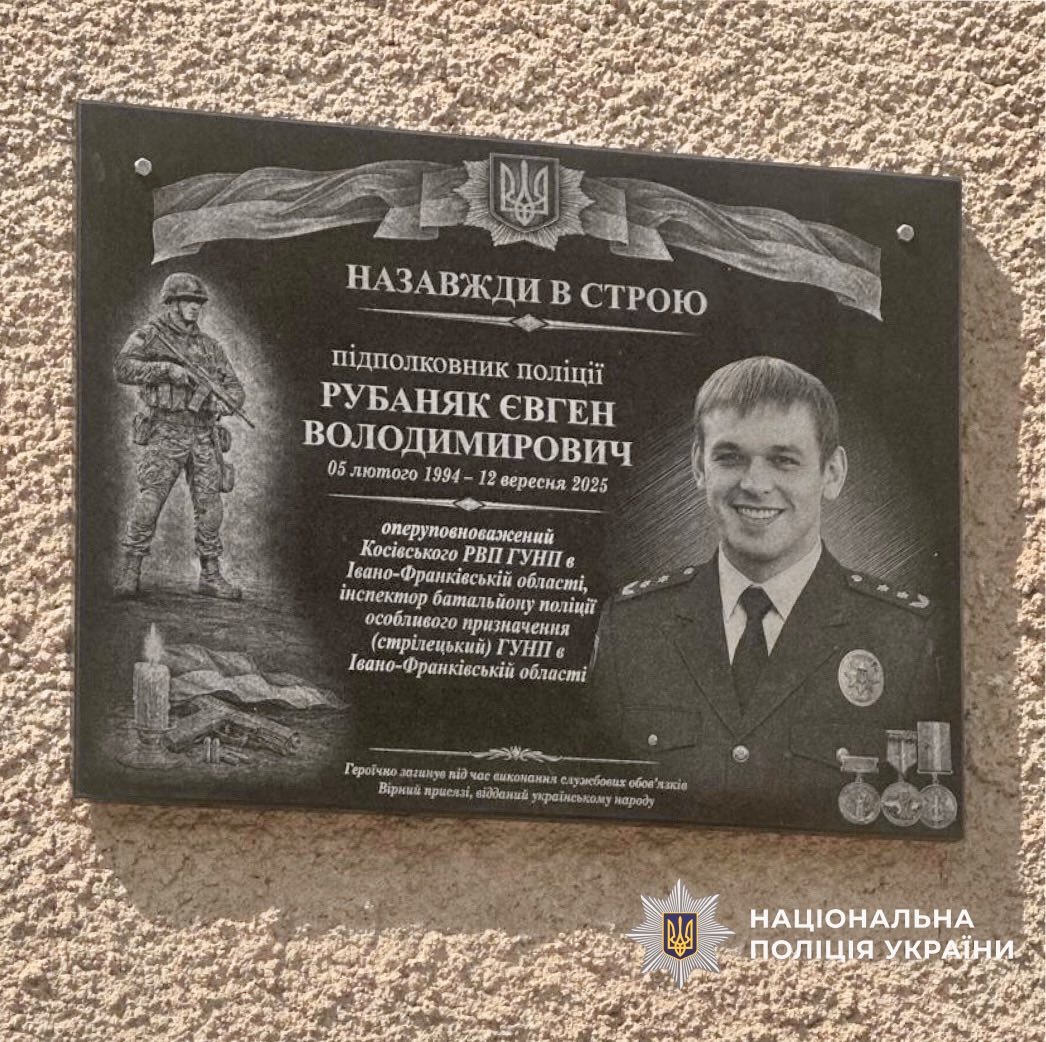 НАЗАВЖДИ В СТРОЮ
підполковник поліції
РУБАНЯК ЄВГЕН
ВОЛОДИМИРОВИЧ
05 лютого 1994 – 12 вересня 2025
оперуповноважений
Косівського РВП ГУНП в
Івано-Франківській області,
інспектор батальйону поліції
особливого призначення
(стрілецький) ГУНП в
Івано-Франківській області
Героїчно загинув під час виконання службових обов'язків
Вірний присязі, відданий українському народу
НАЦІОНАЛЬНА
ПОЛІЦІЯ УКРАЇНИ